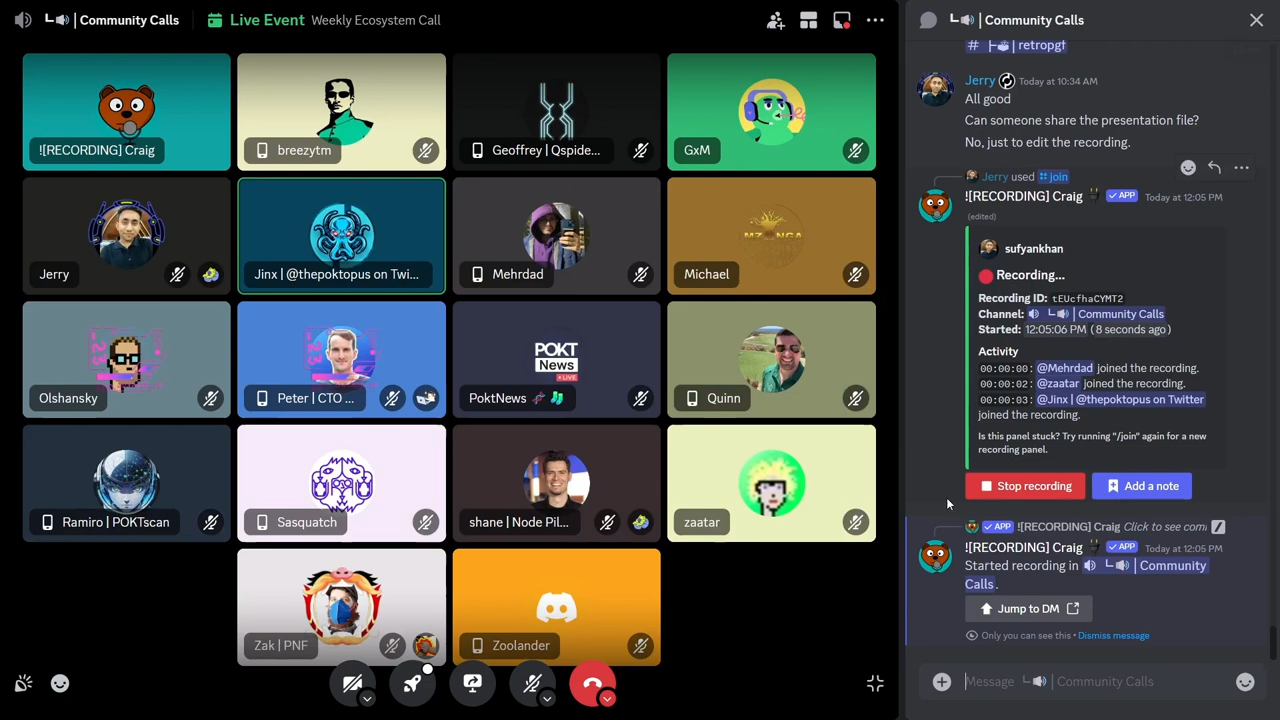 | Community Calls
Live Event
Weekly Ecosystem Call
![RECORDING] Craig
breezytm
Geoffrey | Qspide...
GxM
Jerry
Jinx | @thepoktopus on Twi...
Mehrdad
MZONGA
Michael
Olshansky
Peter | CTO ...
POKT
News
LIVE
PoktNews
Quinn
Ramiro | POKTscan
Sasquatch
shane | Node Pil...
zaatar
Zak | PNF
Zoolander
| Community Calls
# | retropgf
Jerry Today at 10:34 AM
All good
Can someone share the presentation file?
No, just to edit the recording.
Jerry used join
![RECORDING] Craig APP Today at 12:05 PM
(edited)
sufyankhan
Recording...
Recording ID: tEUcfhaCYMT2
Channel: | Community Calls
Started: 12:05:06 PM (8 seconds ago)
Activity
00:00:00: @Mehrdad joined the recording.
00:00:02: @zaatar joined the recording.
00:00:03: @Jinx | @thepoktopus on Twitter
joined the recording.
Is this panel stuck? Try running "/join" again for a new
recording panel.
Stop recording
Add a note
APP ![RECORDING] Craig Click to see comi
![RECORDING] Craig APP Today at 12:05 PM
Started recording in | Community
Calls.
Jump to DM
Only you can see this • Dismiss message
Message | Community Calls